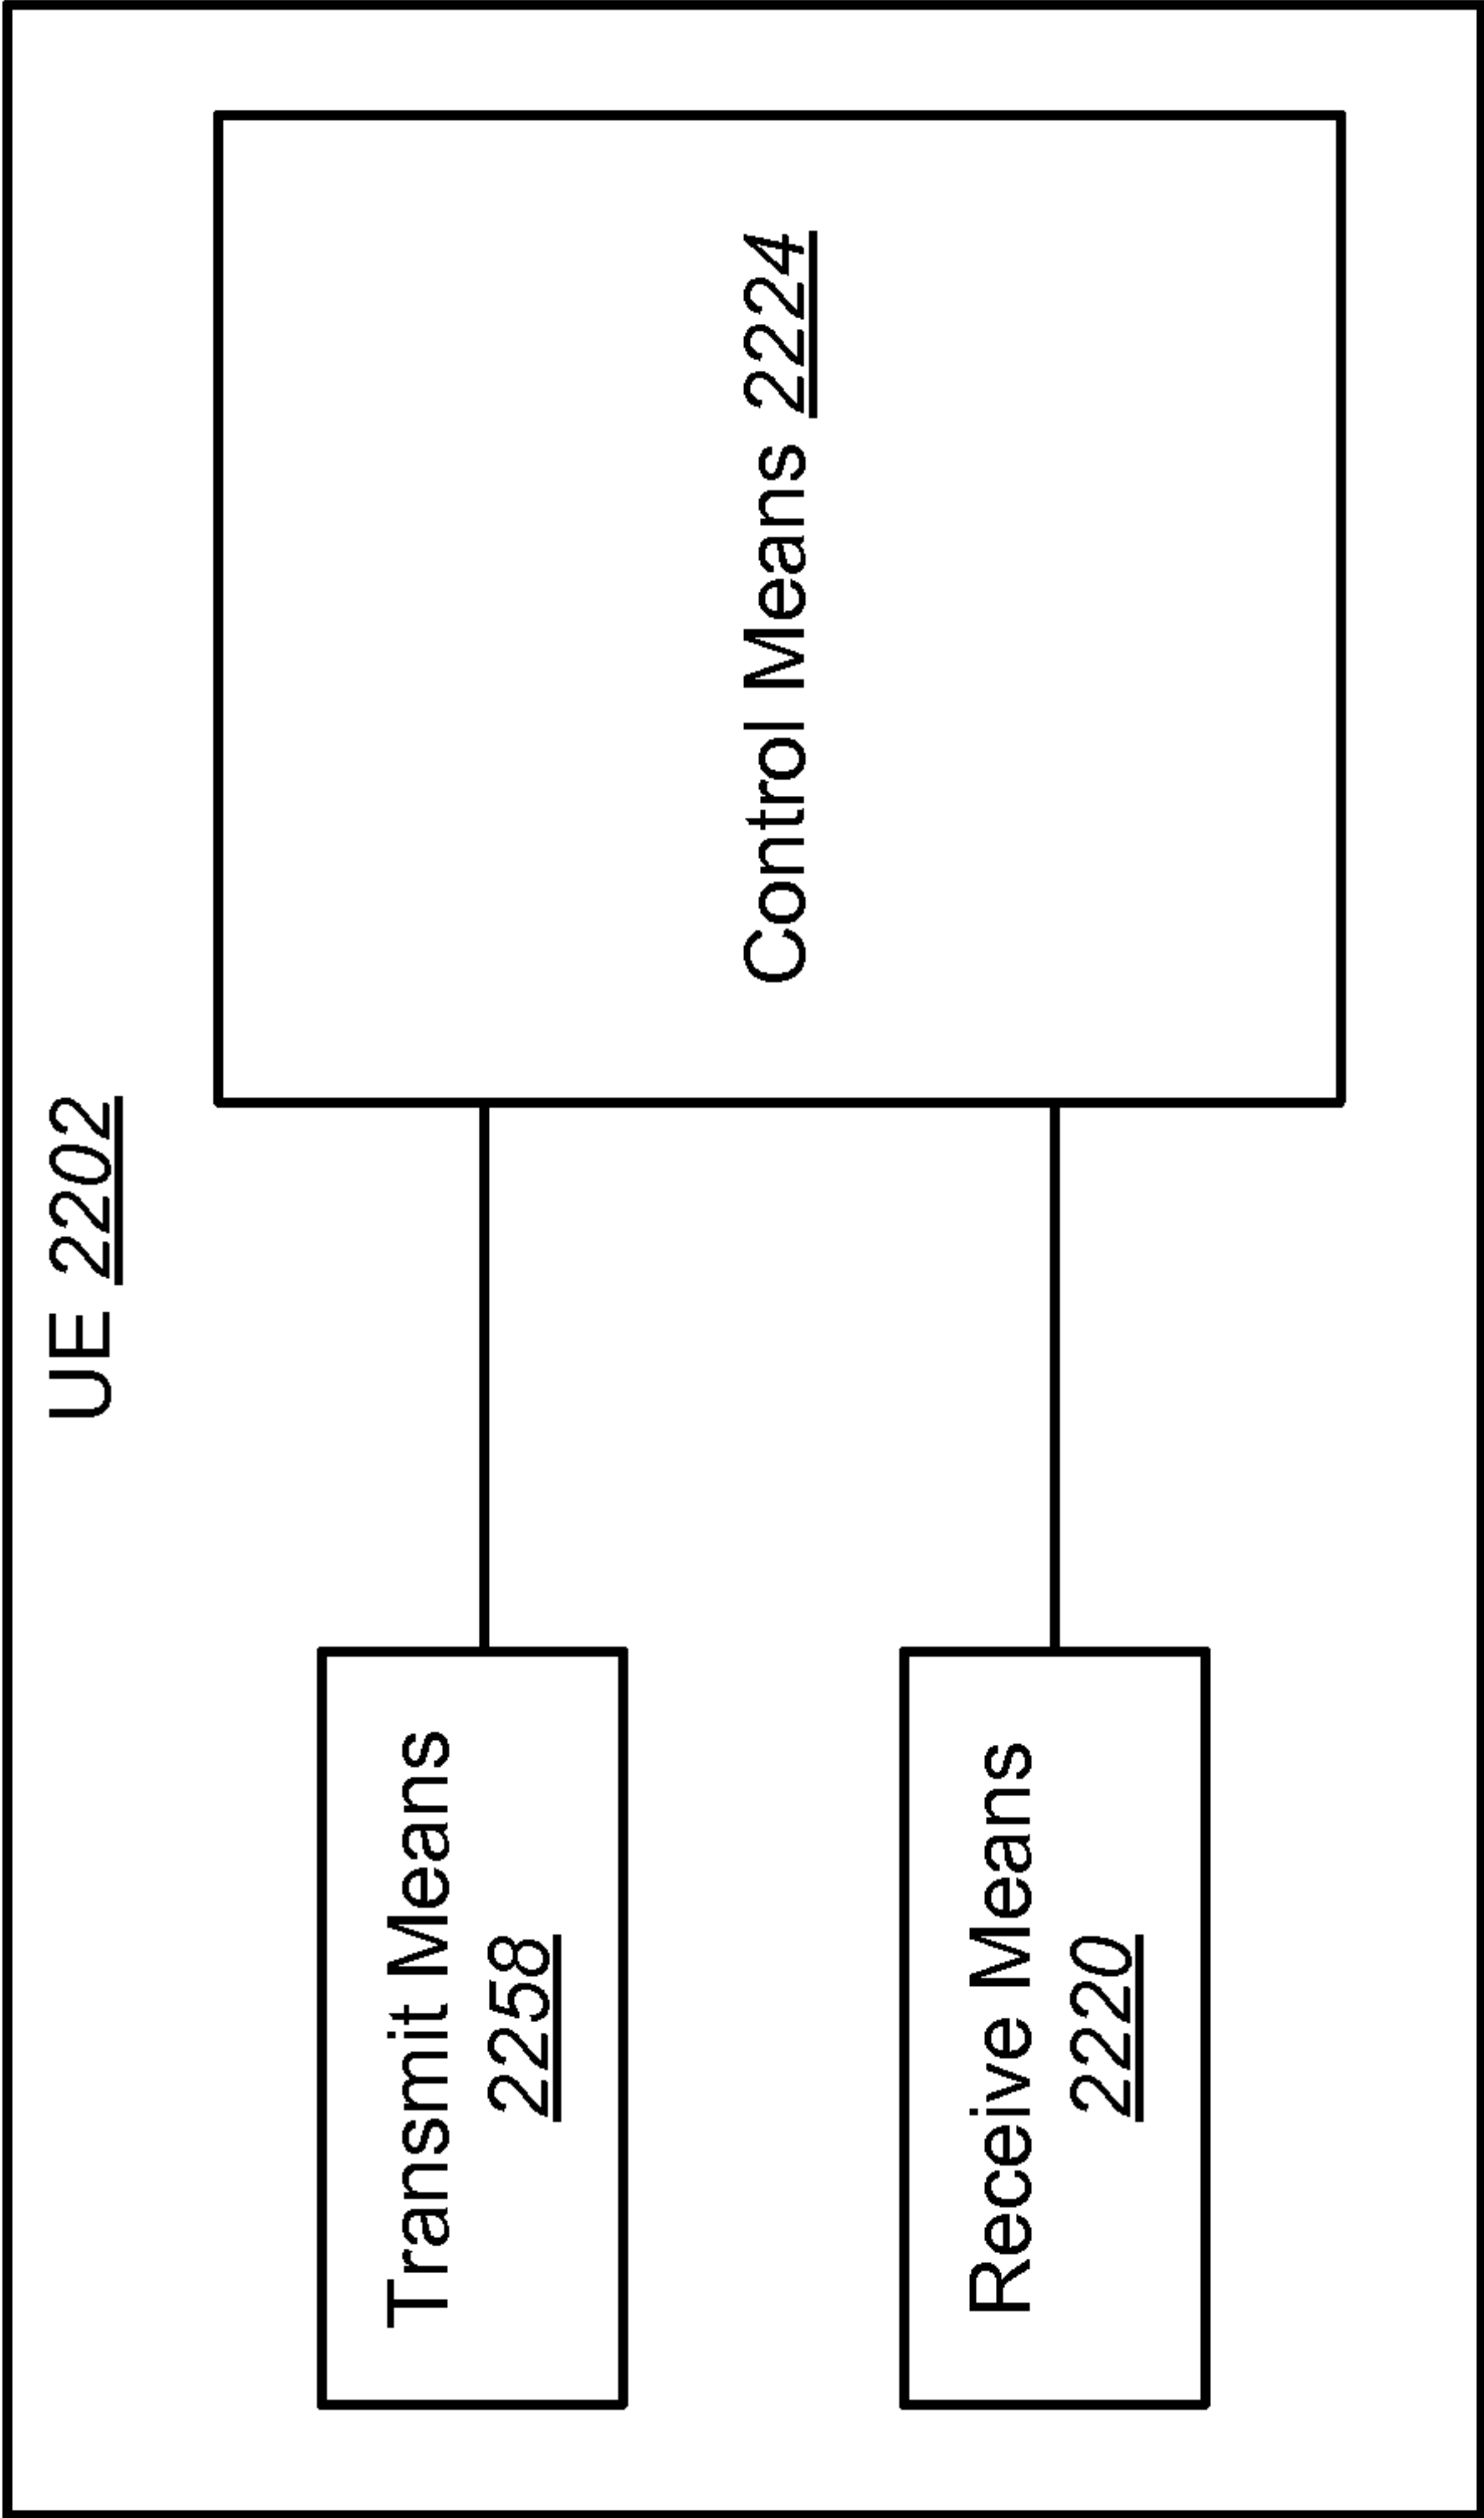 UE 2202
Transmit Means
2258
Control Means 2224
Receive Means
2220